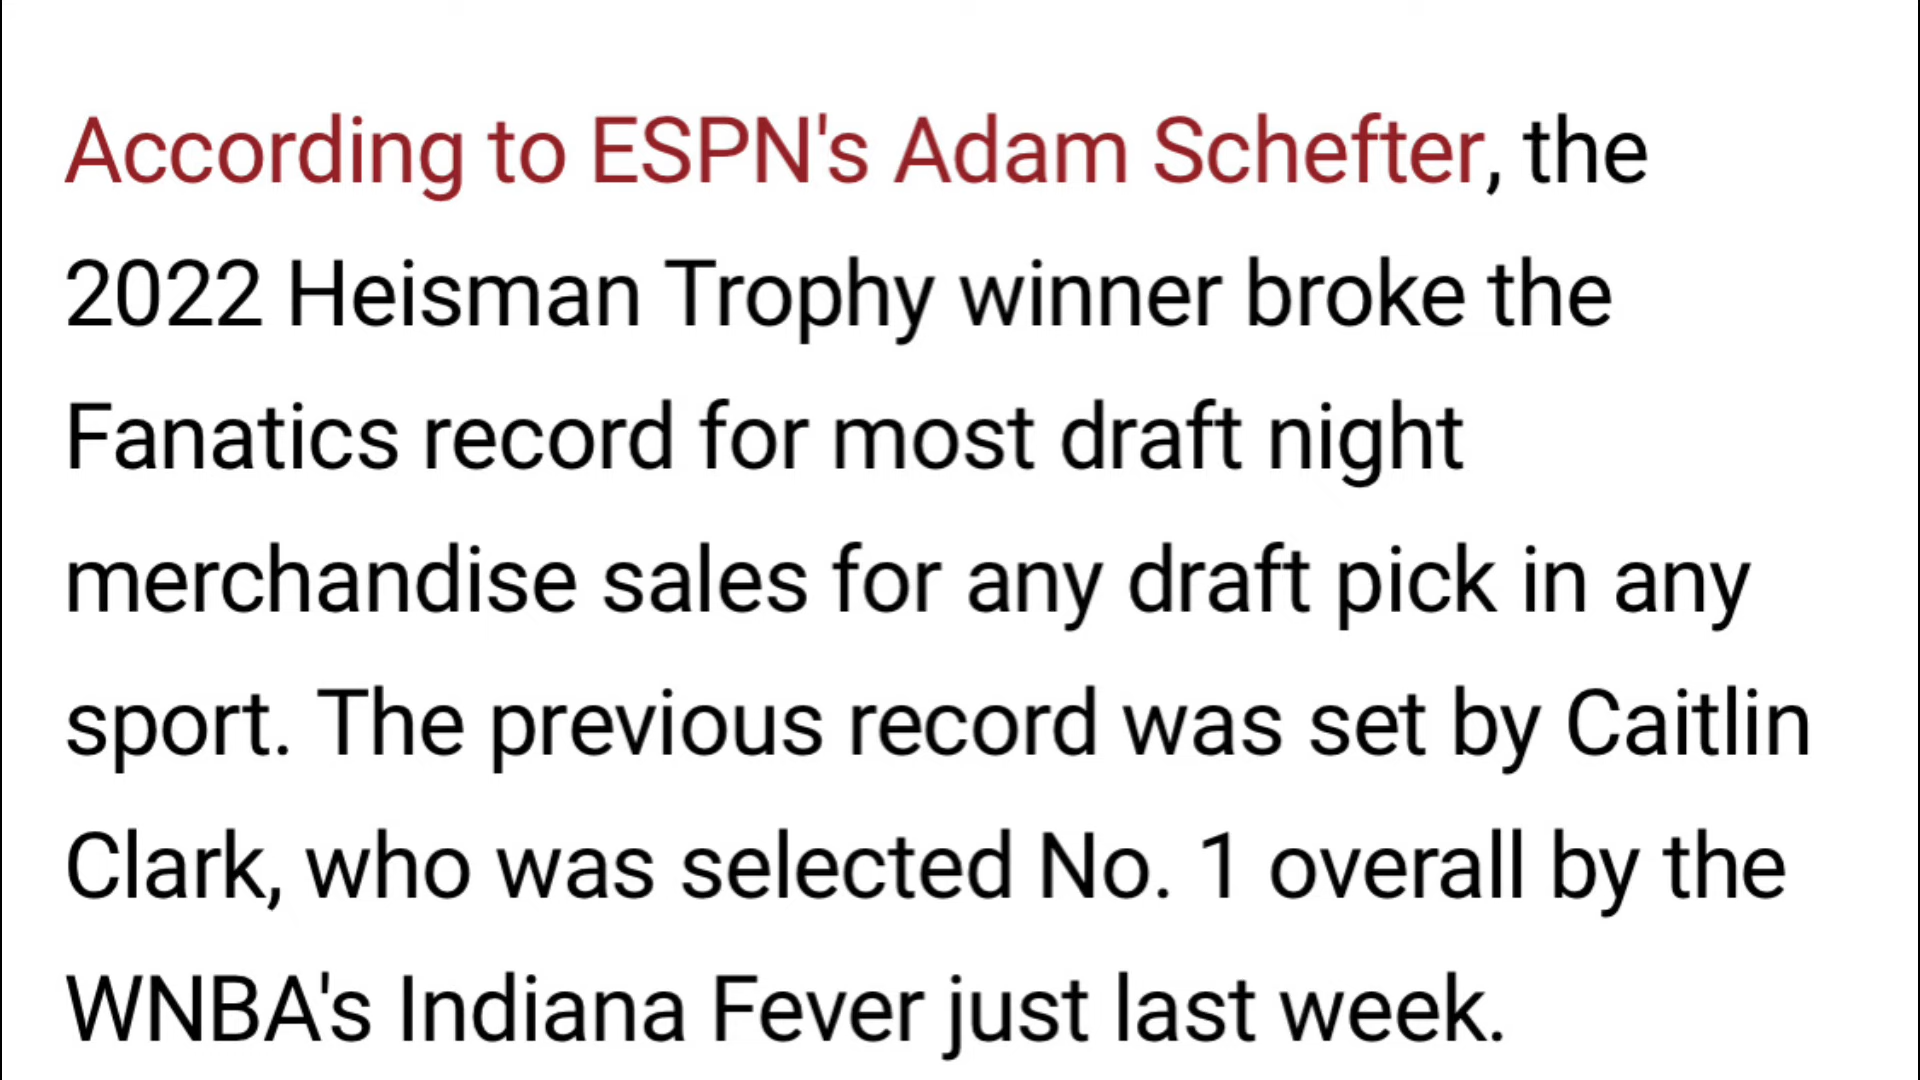 According to ESPN's Adam Schefter, the
2022 Heisman Trophy winner broke the
Fanatics record for most draft night
merchandise sales for any draft pick in any
sport. The previous record was set by Caitlin
Clark, who was selected No. 1 overall by the
WNBA's Indiana Fever just last week.